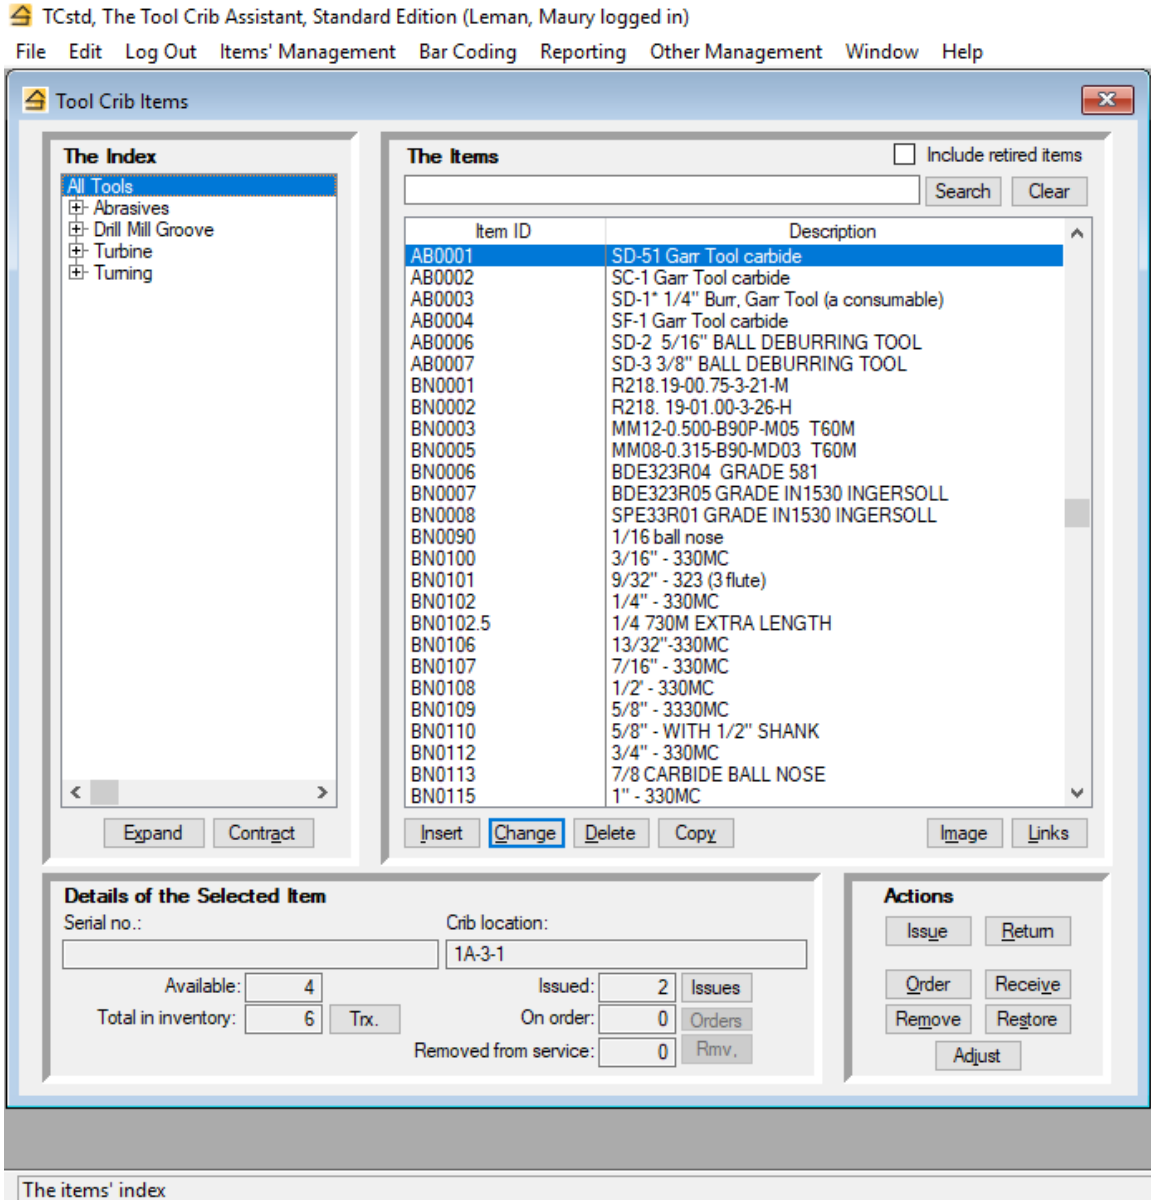 TCstd, The Tool Crib Assistant, Standard Edition (Leman, Maury logged in)
File Edit Log Out Items' Management Bar Coding Reporting Other Management Window Help
Tool Crib Items
The Index
All Tools
Abrasives
Drill Mill Groove
Turbine
Turning
Expand Contract
The Items
Include retired items
Search Clear
Item ID Description
AB0001 SD-51 Garr Tool carbide
AB0002 SC-1 Garr Tool carbide
AB0003 SD-1* 1/4" Burr, Garr Tool (a consumable)
AB0004 SF-1 Garr Tool carbide
AB0006 SD-2 5/16" BALL DEBURRING TOOL
AB0007 SD-3 3/8" BALL DEBURRING TOOL
BN0001 R218.19-00.75-3-21-M
BN0002 R218. 19-01.00-3-26-H
BN0003 MM12-0.500-B90P-M05 T60M
BN0005 MM08-0.315-B90-MD03 T60M
BN0006 BDE323R04 GRADE 581
BN0007 BDE323R05 GRADE IN1530 INGERSOLL
BN0008 SPE33R01 GRADE IN1530 INGERSOLL
BN0090 1/16 ball nose
BN0100 3/16" - 330MC
BN0101 9/32" - 323 (3 flute)
BN0102 1/4" - 330MC
BN0102.5 1/4 730M EXTRA LENGTH
BN0106 13/32"-330MC
BN0107 7/16" - 330MC
BN0108 1/2' - 330MC
BN0109 5/8" - 3330MC
BN0110 5/8" - WITH 1/2" SHANK
BN0112 3/4" - 330MC
BN0113 7/8 CARBIDE BALL NOSE
BN0115 1" - 330MC
Insert Change Delete Copy Image Links
Details of the Selected Item
Serial no.: Crib location:
1A-3-1
Available: 4 Issued: 2 Issues
Total in inventory: 6 Trx. On order: 0 Orders
Removed from service: 0 Rmv.
Actions
Issue Return
Order Receive
Remove Restore
Adjust
The items' index